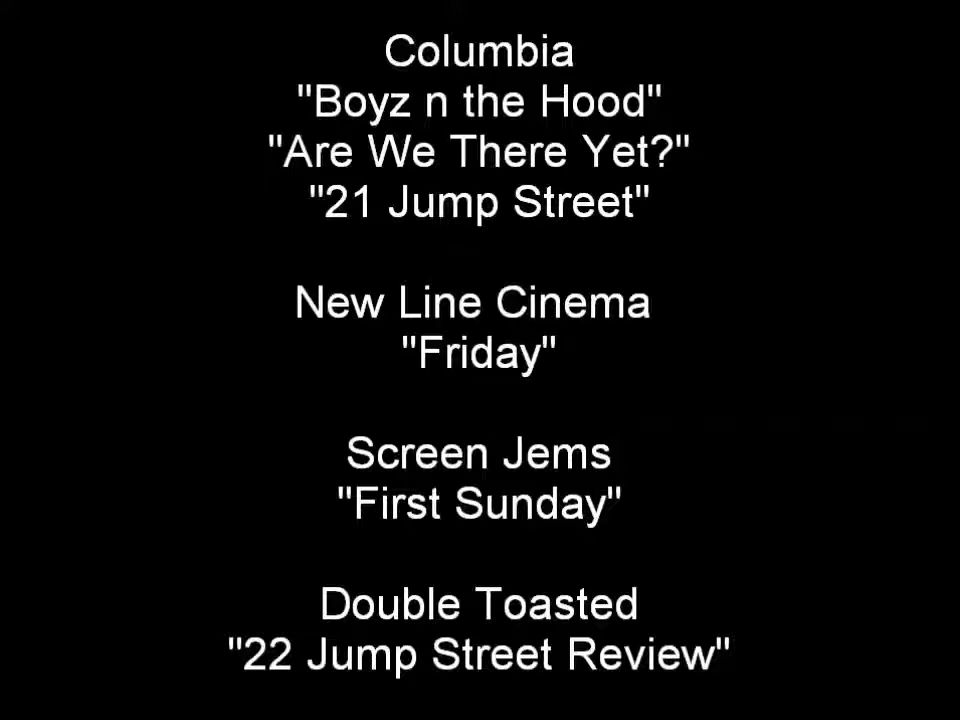 Columbia
"Boyz n the Hood"
"Are We There Yet?"
"21 Jump Street"
New Line Cinema
"Friday"
Screen Jems
"First Sunday"
Double Toasted
"22 Jump Street Review"